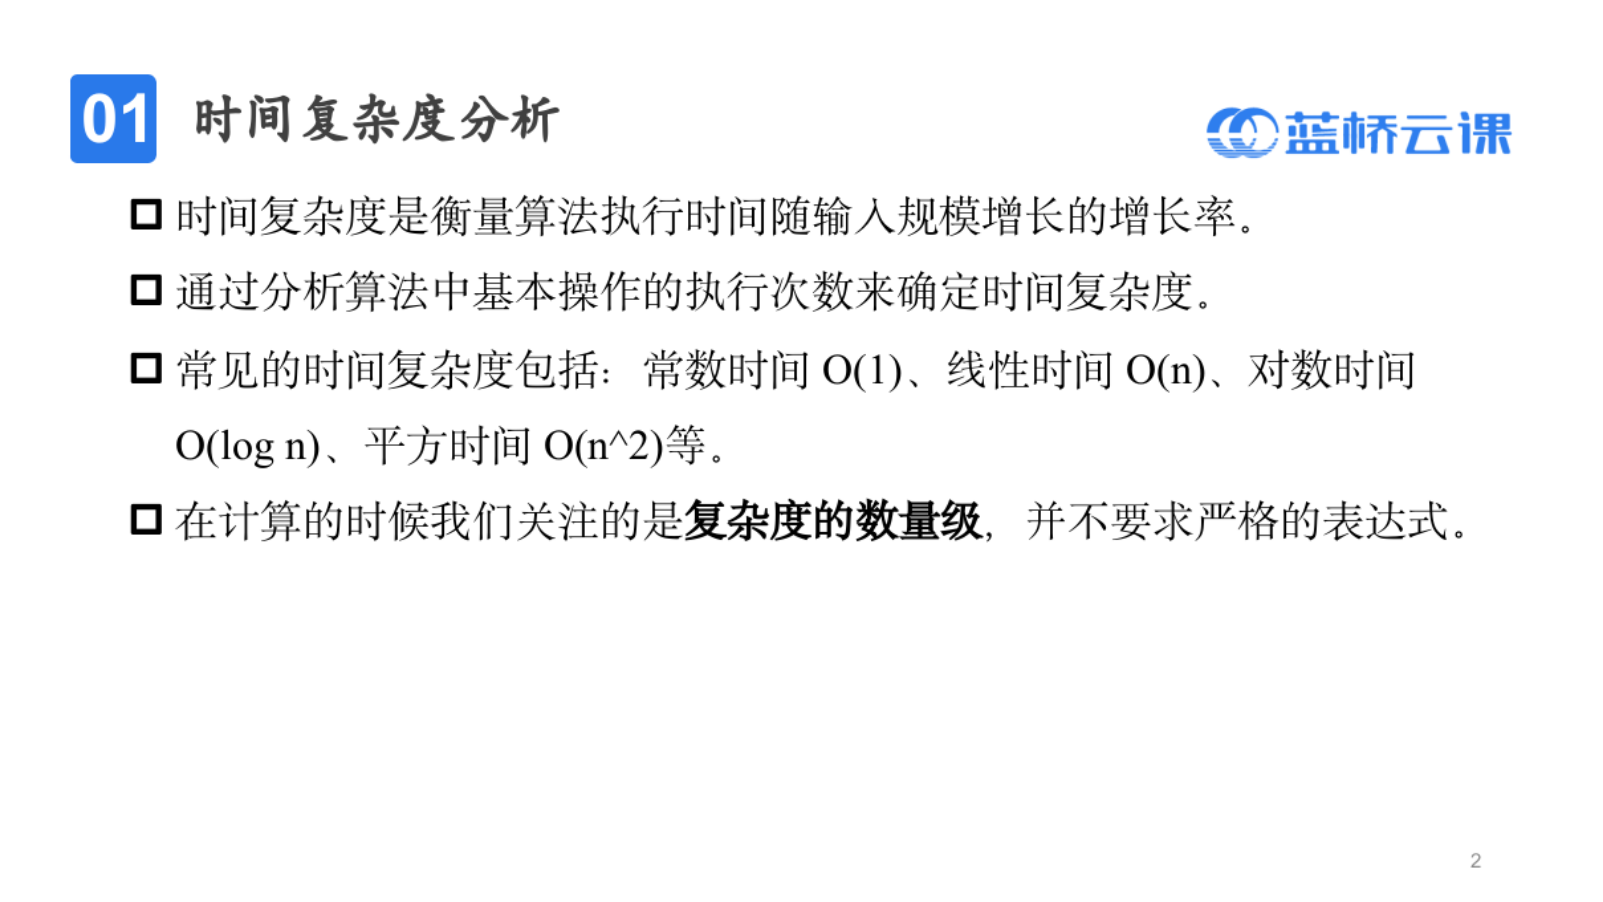 01 时间复杂度分析
蓝桥云课
时间复杂度是衡量算法执行时间随输入规模增长的增长率。
通过分析算法中基本操作的执行次数来确定时间复杂度。
常见的时间复杂度包括：常数时间 O(1)、线性时间 O(n)、对数时间
O(log n)、平方时间 O(n^2)等。
在计算的时候我们关注的是复杂度的数量级，并不要求严格的表达式。
2